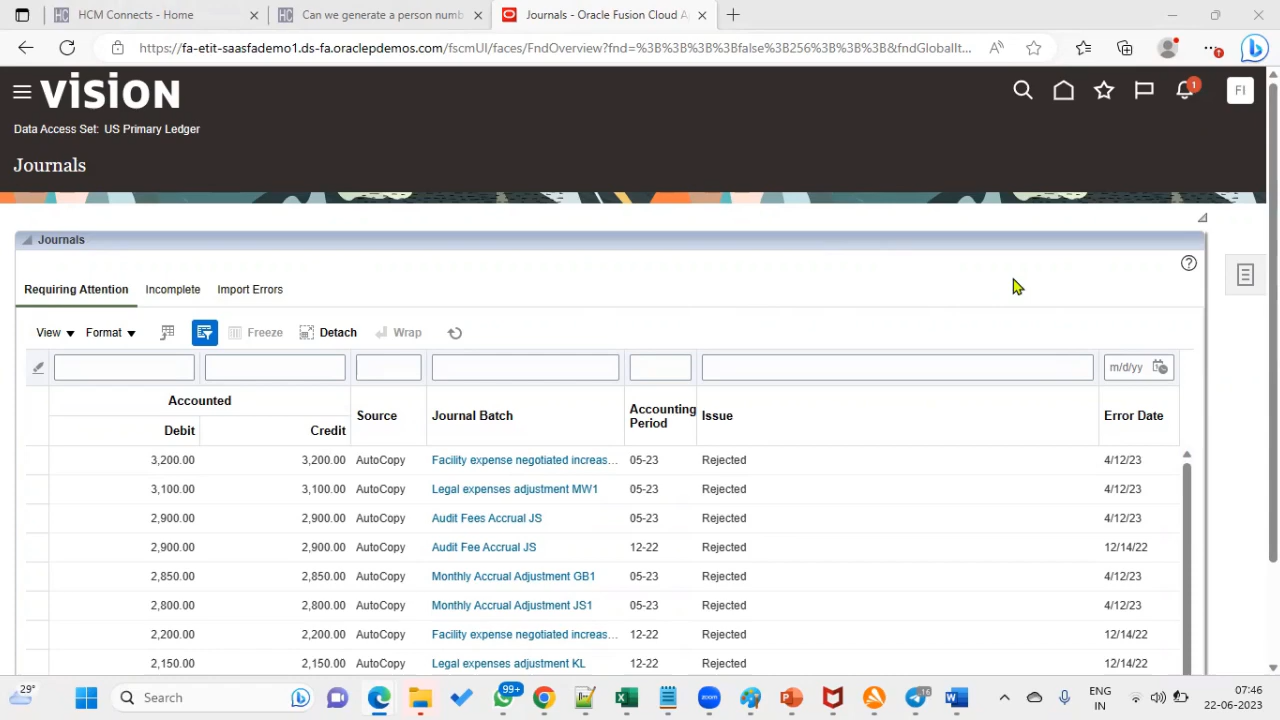 HCM Connects - Home
Can we generate a person numb
Journals - Oracle Fusion Cloud A
https://fa-etit-saasfademo1.ds-fa.oraclepdemos.com/fscmUI/faces/FndOverview?fnd=%3B%3B%3B%3Bfalse%3B256%3B%3B%3B&fndGloballt...
VISION
FI
1
Data Access Set: US Primary Ledger
Journals
Journals
Requiring Attention Incomplete Import Errors
View Format Freeze Detach Wrap
m/d/yy
Accounted
Debit Credit Source Journal Batch Accounting Period Issue Error Date
3,200.00 3,200.00 AutoCopy Facility expense negotiated increas... 05-23 Rejected 4/12/23
3,100.00 3,100.00 AutoCopy Legal expenses adjustment MW1 05-23 Rejected 4/12/23
2,900.00 2,900.00 AutoCopy Audit Fees Accrual JS 05-23 Rejected 4/12/23
2,900.00 2,900.00 AutoCopy Audit Fee Accrual JS 12-22 Rejected 12/14/22
2,850.00 2,850.00 AutoCopy Monthly Accrual Adjustment GB1 05-23 Rejected 4/12/23
2,800.00 2,800.00 AutoCopy Monthly Accrual Adjustment JS1 05-23 Rejected 4/12/23
2,200.00 2,200.00 AutoCopy Facility expense negotiated increas... 12-22 Rejected 12/14/22
2,150.00 2,150.00 AutoCopy Legal expenses adjustment KL 12-22 Rejected 12/14/22
29°
Search
99+
16
ENG
IN
07:46
22-06-2023